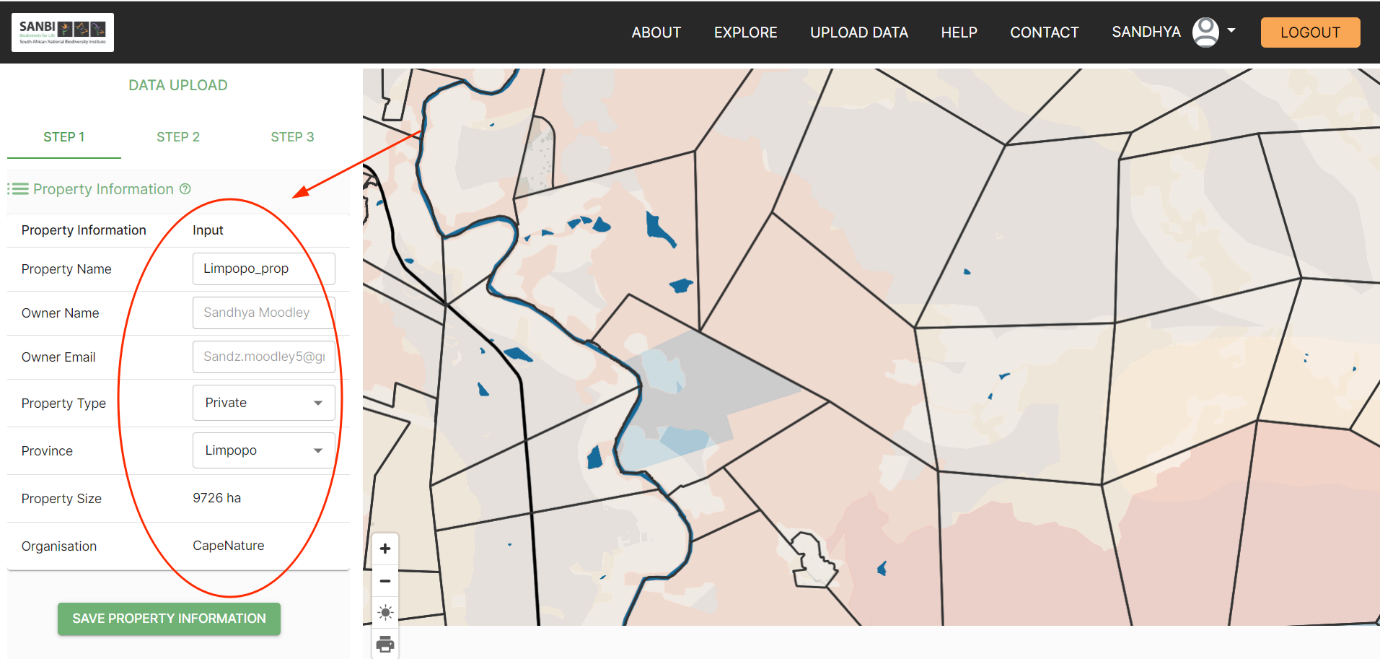 SANBI
Biodiversity for Life
South African National Biodiversity Institute
ABOUT
EXPLORE
UPLOAD DATA
HELP
CONTACT
SANDHYA
LOGOUT
DATA UPLOAD
STEP 1
STEP 2
STEP 3
Property Information
Property Information Input
Property Name Limpopo_prop
Owner Name Sandhya Moodley
Owner Email Sandz.moodley5@gr
Property Type Private
Province Limpopo
Property Size 9726 ha
Organisation CapeNature
SAVE PROPERTY INFORMATION